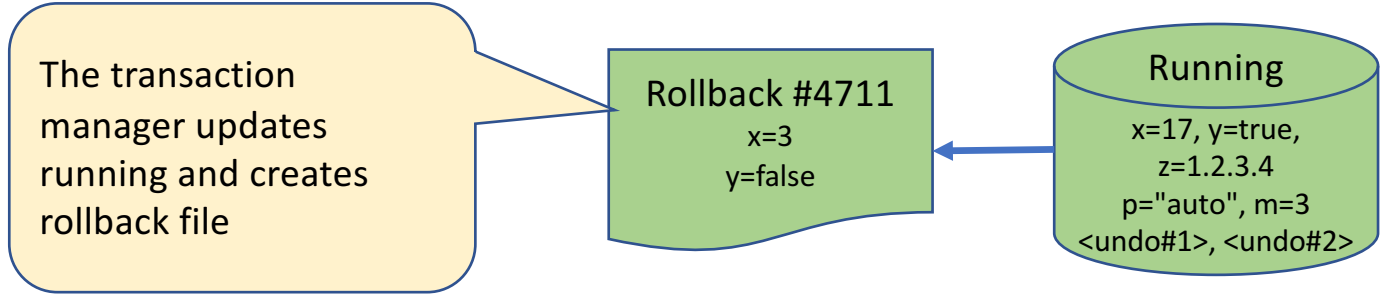 The transaction
manager updates
running and creates
rollback file
Rollback #4711
x=3
y=false
Running
x=17, y=true,
z=1.2.3.4
p="auto", m=3
<undo#1>, <undo#2>